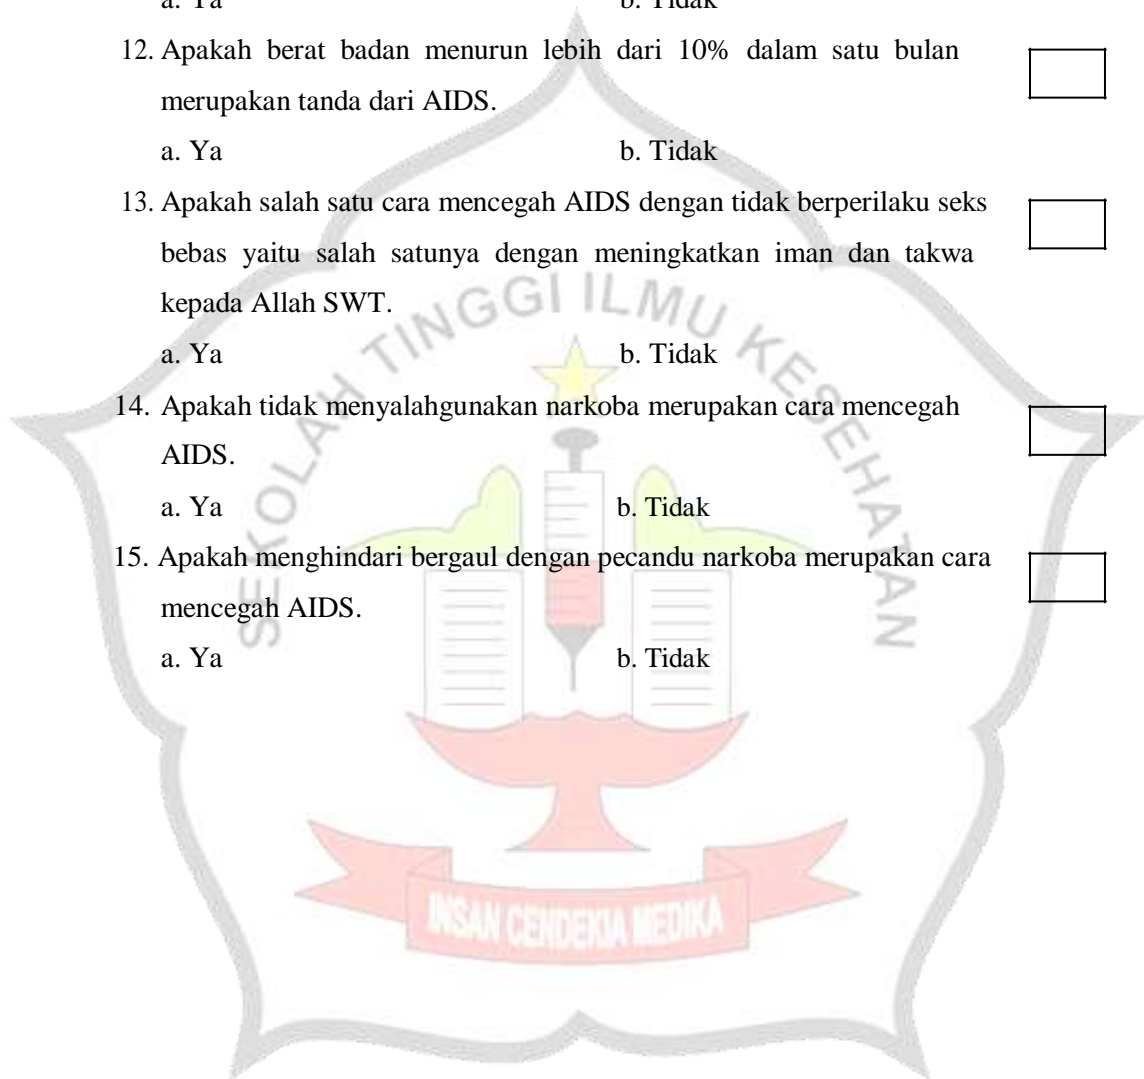 a. Ya b. Tidak
12. Apakah berat badan menurun lebih dari 10% dalam satu bulan
merupakan tanda dari AIDS.
a. Ya b. Tidak
13. Apakah salah satu cara mencegah AIDS dengan tidak berperilaku seks
bebas yaitu salah satunya dengan meningkatkan iman dan takwa
kepada Allah SWT.
a. Ya b. Tidak
14. Apakah tidak menyalahgunakan narkoba merupakan cara mencegah
AIDS.
a. Ya b. Tidak
15. Apakah menghindari bergaul dengan pecandu narkoba merupakan cara
mencegah AIDS.
a. Ya b. Tidak
SEKOLAH TINGGI ILMU KESEHATAN
INSAN CENDEKIA MEDIKA